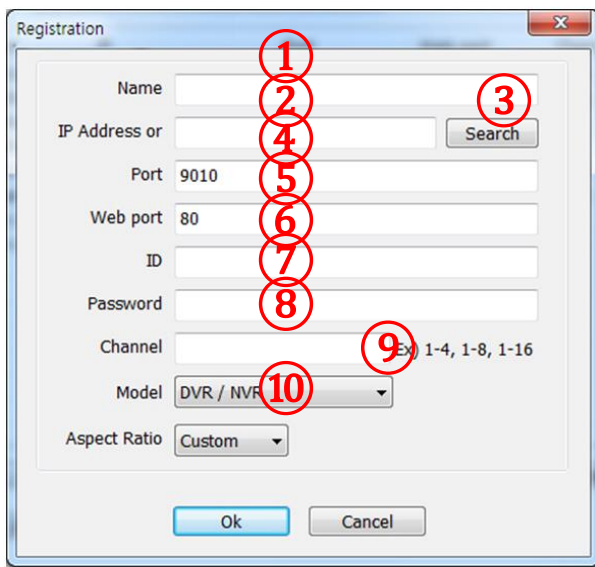 Registration
①
Name
②
③
IP Address or
④
Search
Port
9010
⑤
Web port
80
⑥
ID
⑦
Password
⑧
Channel
⑨
Ex) 1-4, 1-8, 1-16
Model
DVR / NVR
⑩
Aspect Ratio
Custom
Ok
Cancel